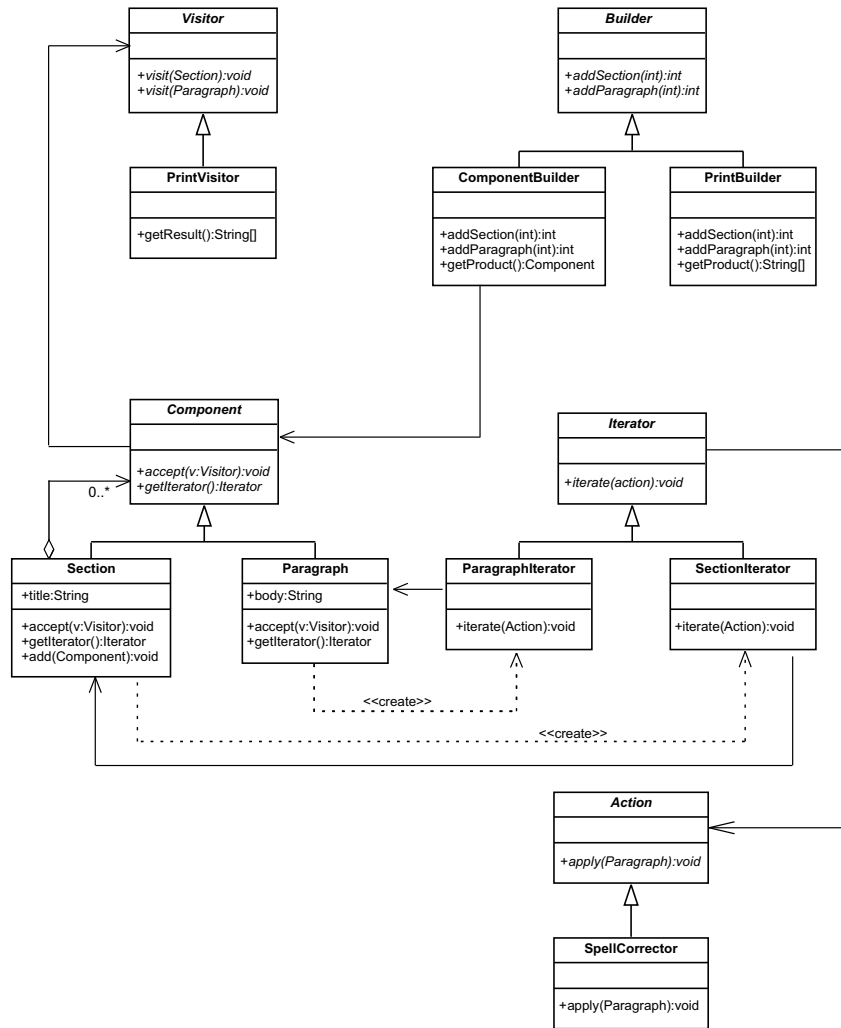 Visitor
+visit(Section):void
+visit(Paragraph):void
Builder
+addSection(int):int
+addParagraph(int):int
PrintVisitor
+getResult():String[]
ComponentBuilder
+addSection(int):int
+addParagraph(int):int
+getProduct():Component
PrintBuilder
+addSection(int):int
+addParagraph(int):int
+getProduct():String[]
Component
+accept(v:Visitor):void
+getIterator():Iterator
0..*
Iterator
+iterate(action):void
Section
+title:String
+accept(v:Visitor):void
+getIterator():Iterator
+add(Component):void
Paragraph
+body:String
+accept(v:Visitor):void
+getIterator():Iterator
ParagraphIterator
+iterate(Action):void
SectionIterator
+iterate(Action):void
<<create>>
<<create>>
Action
+apply(Paragraph):void
SpellCorrector
+apply(Paragraph):void